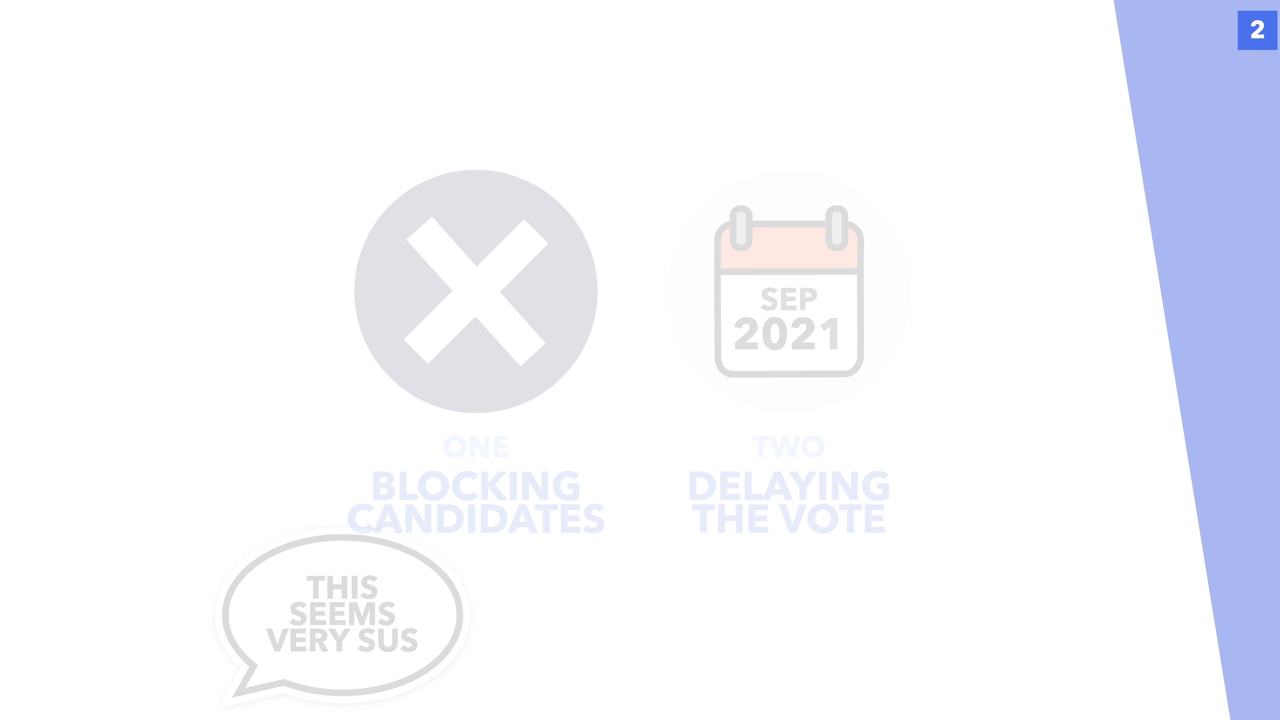 2
SEP
2021
ONE
BLOCKING
CANDIDATES
TWO
DELAYING
THE VOTE
THIS
SEEMS
VERY SUS